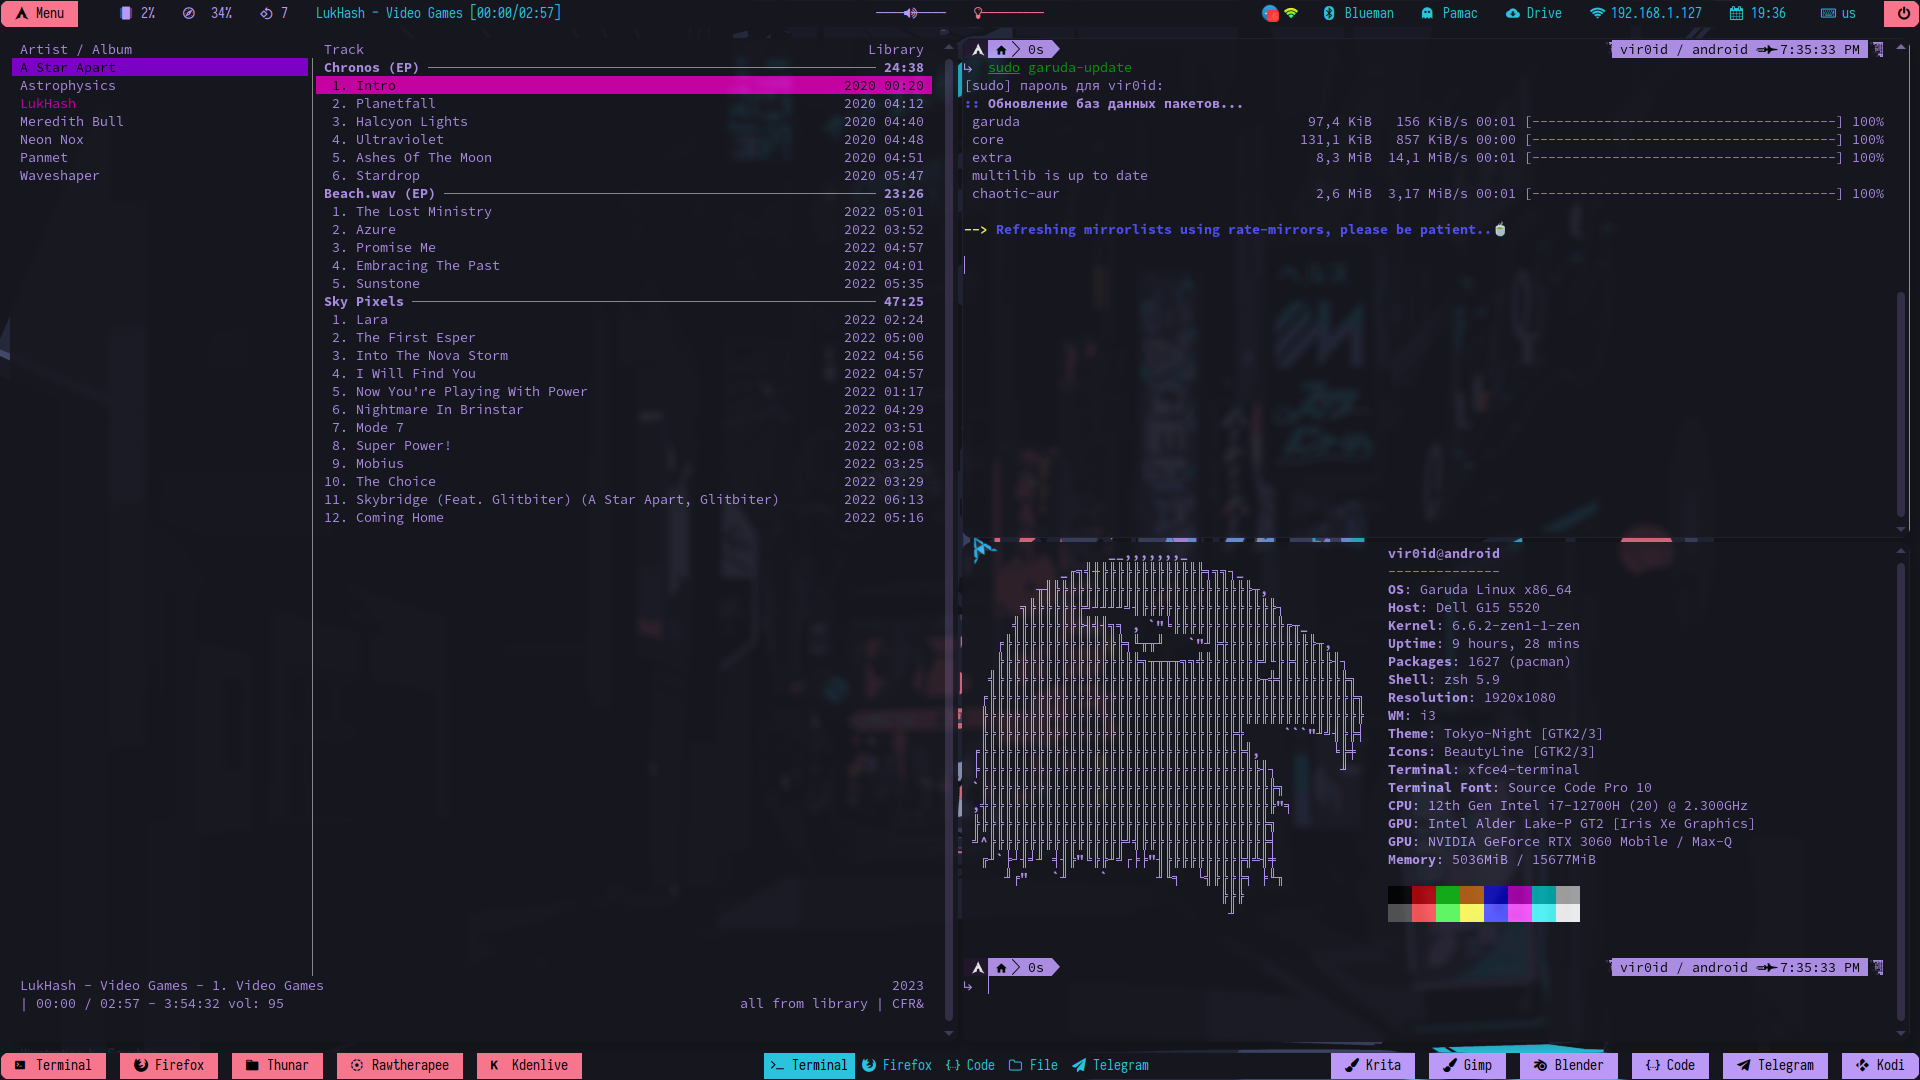 Menu 2% 34% 7 LukHash - Video Games [00:00/02:57] Blueman Pamac Drive 192.168.1.127 19:36 us
Artist / Album
A Star Apart
Astrophysics
LukHash
Meredith Bull
Neon Nox
Panmet
Waveshaper
Track Library
Chronos (EP) 24:38
1. Intro 2020 00:20
2. Planetfall 2020 04:12
3. Halcyon Lights 2020 04:40
4. Ultraviolet 2020 04:48
5. Ashes Of The Moon 2020 04:51
6. Stardrop 2020 05:47
Beach.wav (EP) 23:26
1. The Lost Ministry 2022 05:01
2. Azure 2022 03:52
3. Promise Me 2022 04:57
4. Embracing The Past 2022 04:01
5. Sunstone 2022 05:35
Sky Pixels 47:25
1. Lara 2022 02:24
2. The First Esper 2022 05:00
3. Into The Nova Storm 2022 04:56
4. I Will Find You 2022 04:57
5. Now You're Playing With Power 2022 01:17
6. Nightmare In Brinstar 2022 04:29
7. Mode 7 2022 03:51
8. Super Power! 2022 02:08
9. Mobius 2022 03:25
10. The Choice 2022 03:29
11. Skybridge (Feat. Glitbiter) (A Star Apart, Glitbiter) 2022 06:13
12. Coming Home 2022 05:16
LukHash - Video Games - 1. Video Games 2023
| 00:00 / 02:57 - 3:54:32 vol: 95 all from library | CFR&
0s vir0id / android 7:35:33 PM
sudo garuda-update
[sudo] пароль для vir0id:
:: Обновление баз данных пакетов...
garuda 97,4 KiB 156 KiB/s 00:01 [--------------------------------------] 100%
core 131,1 KiB 857 KiB/s 00:00 [--------------------------------------] 100%
extra 8,3 MiB 14,1 MiB/s 00:01 [--------------------------------------] 100%
multilib is up to date
chaotic-aur 2,6 MiB 3,17 MiB/s 00:01 [--------------------------------------] 100%
--> Refreshing mirrorlists using rate-mirrors, please be patient..
vir0id@android
--------------
OS: Garuda Linux x86_64
Host: Dell G15 5520
Kernel: 6.6.2-zen1-1-zen
Uptime: 9 hours, 28 mins
Packages: 1627 (pacman)
Shell: zsh 5.9
Resolution: 1920x1080
WM: i3
Theme: Tokyo-Night [GTK2/3]
Icons: BeautyLine [GTK2/3]
Terminal: xfce4-terminal
Terminal Font: Source Code Pro 10
CPU: 12th Gen Intel i7-12700H (20) @ 2.300GHz
GPU: Intel Alder Lake-P GT2 [Iris Xe Graphics]
GPU: NVIDIA GeForce RTX 3060 Mobile / Max-Q
Memory: 5036MiB / 15677MiB
0s vir0id / android 7:35:33 PM
Terminal Firefox Thunar Rawtherapee Kdenlive Terminal Firefox Code File Telegram Krita Gimp Blender Code Telegram Kodi